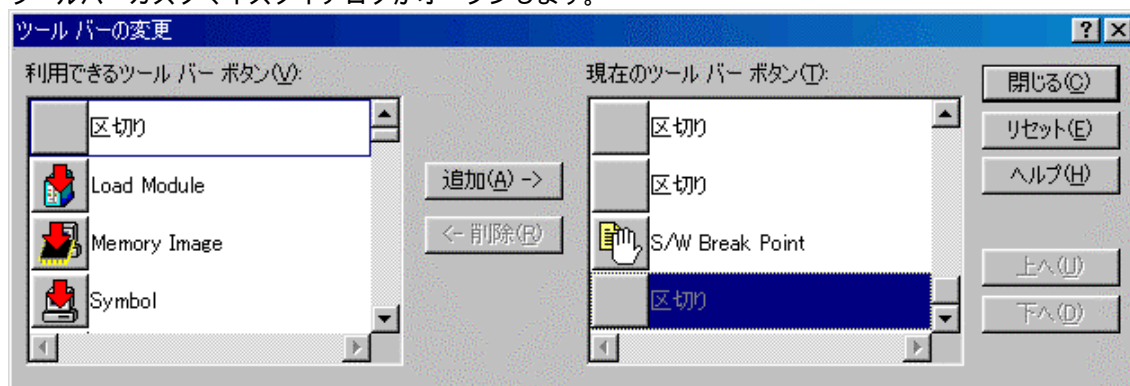 ツールバーカスタマイズダイアログがオープンします。
ツール バーの変更
利用できるツール バー ボタン(V):
区切り
Load Module
Memory Image
Symbol
追加(A) ->
<- 削除(R)
現在のツール バー ボタン(T):
区切り
区切り
S/W Break Point
区切り
閉じる(C)
リセット(E)
ヘルプ(H)
上へ(U)
下へ(D)